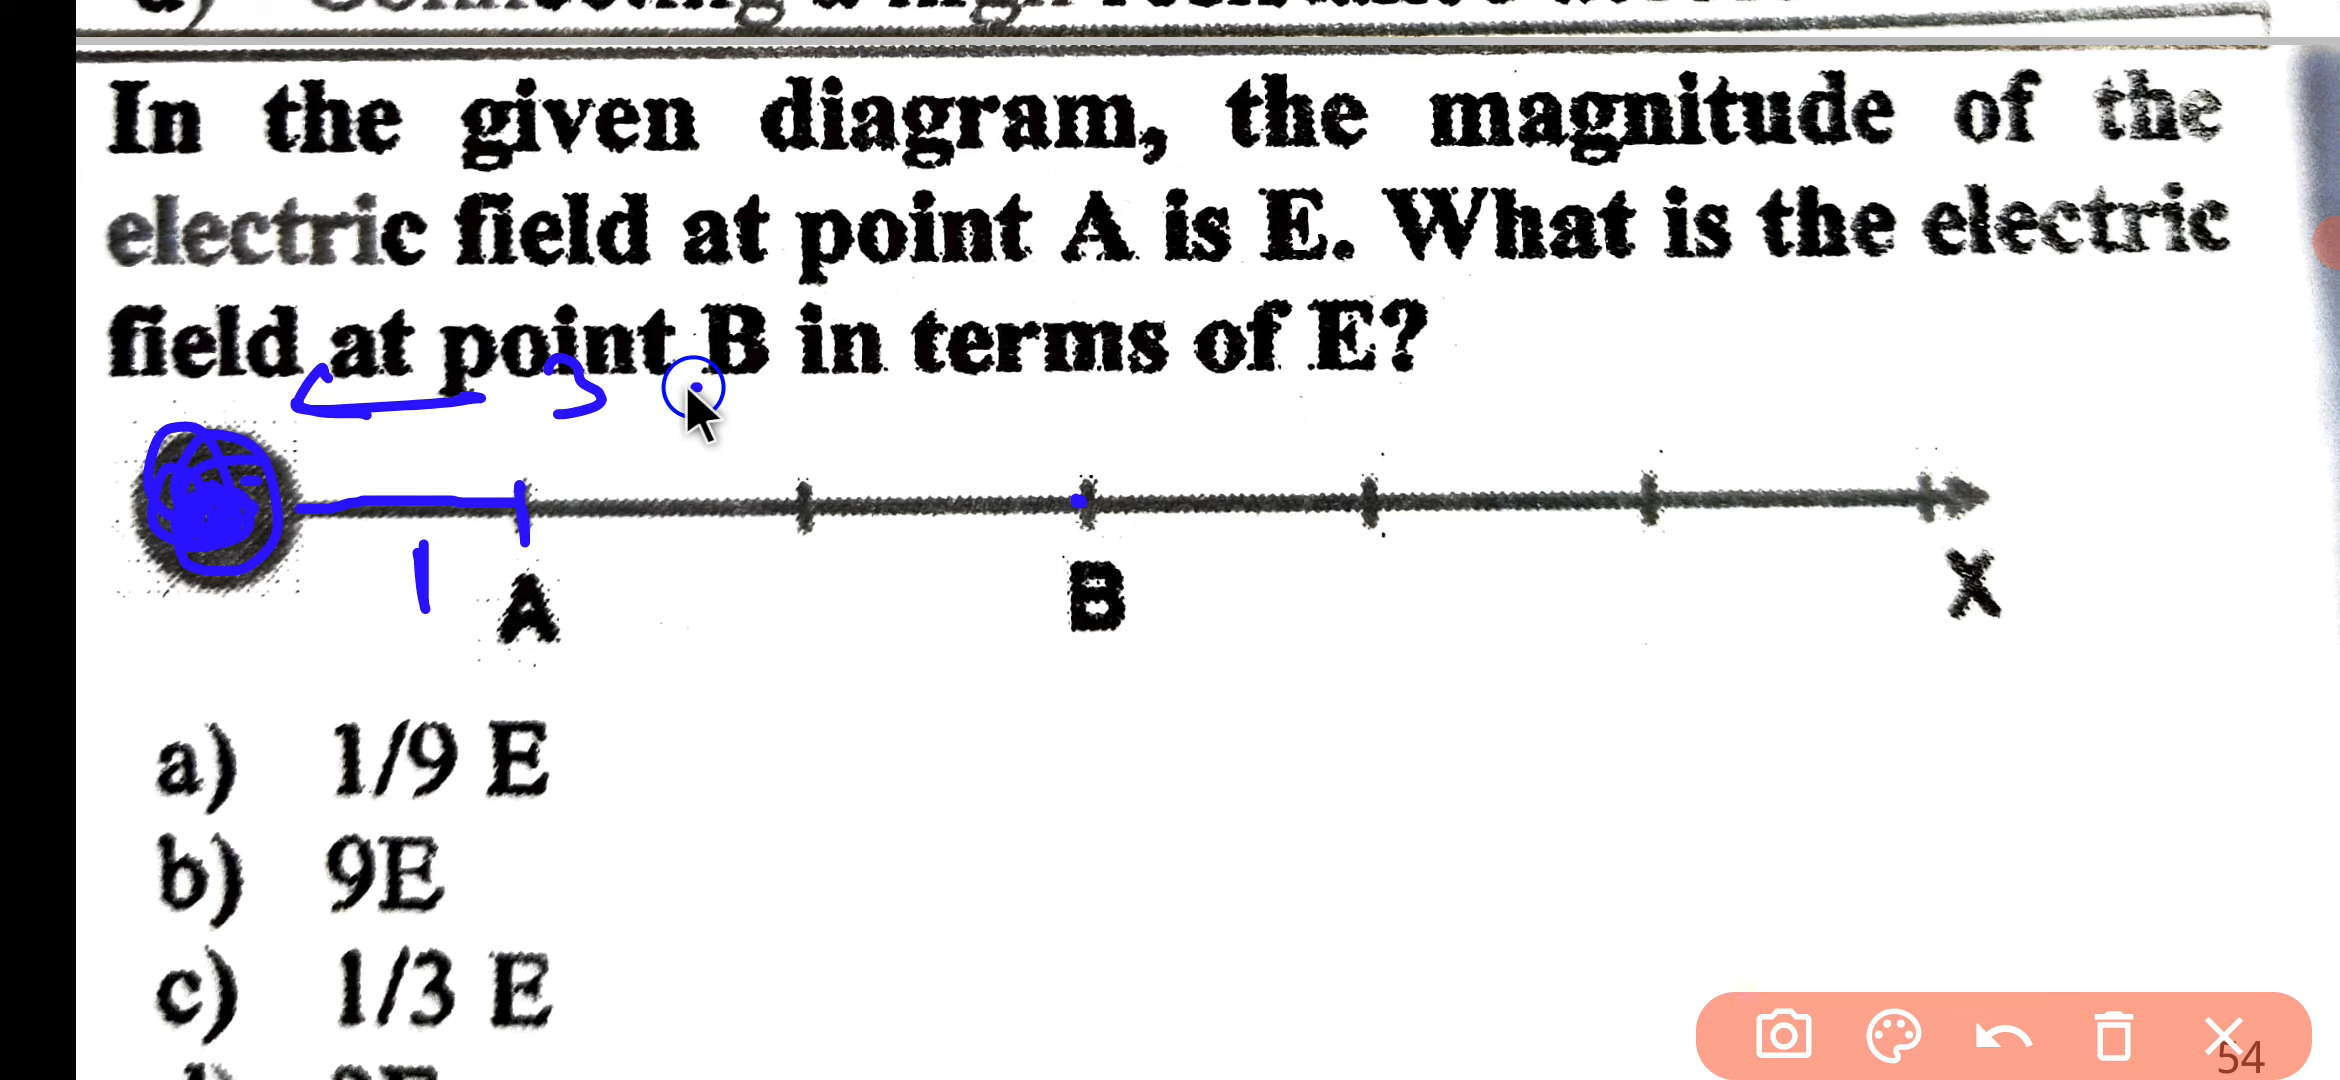 In the given diagram, the magnitude of the
electric field at point A is E. What is the electric
field at point B in terms of E?
3
1
A B X
a) 1/9 E
b) 9E
c) 1/3 E
54